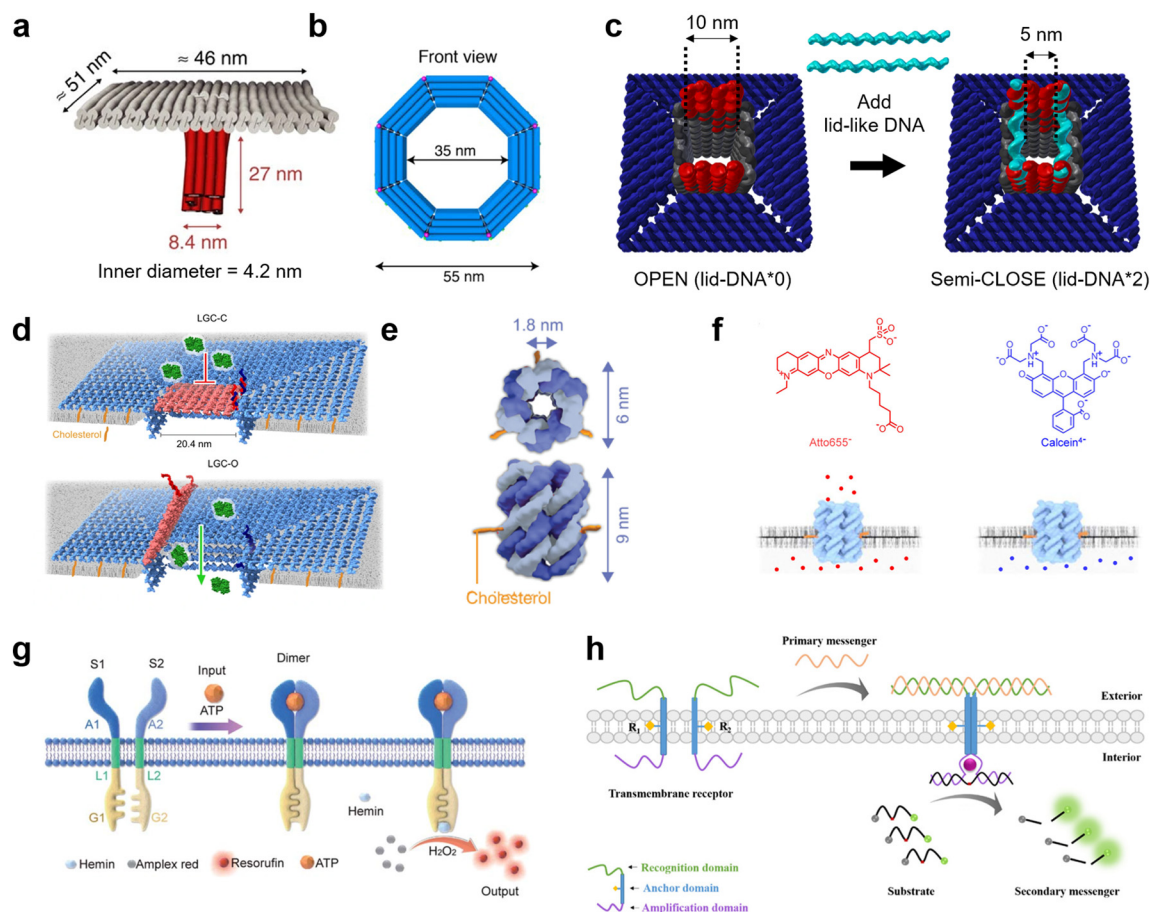 a
≈ 46 nm
≈ 51 nm
27 nm
8.4 nm
Inner diameter = 4.2 nm
b
Front view
35 nm
55 nm
c
10 nm
Add
lid-like DNA
5 nm
OPEN (lid-DNA*0)
Semi-CLOSE (lid-DNA*2)
d
LGC-C
Cholesterol
20.4 nm
LGC-O
e
1.8 nm
6 nm
9 nm
Cholesterol
f
Atto655⁻
Calcein⁴⁻
g
S1
S2
Input
ATP
Dimer
A1
A2
L1
L2
G1
G2
Hemin
H₂O₂
Output
Hemin
Amplex red
Resorufin
ATP
h
Primary messenger
Exterior
R₁
R₂
Interior
Transmembrane receptor
Recognition domain
Anchor domain
Amplification domain
Substrate
Secondary messenger